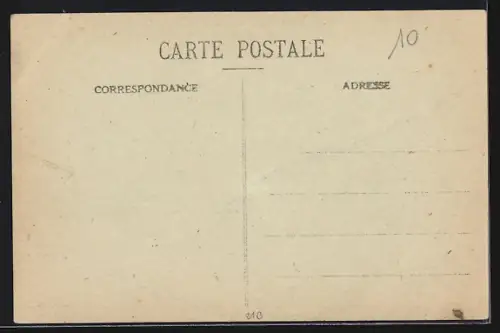 CARTE POSTALE
10
CORRESPONDANCE
ADRESSE